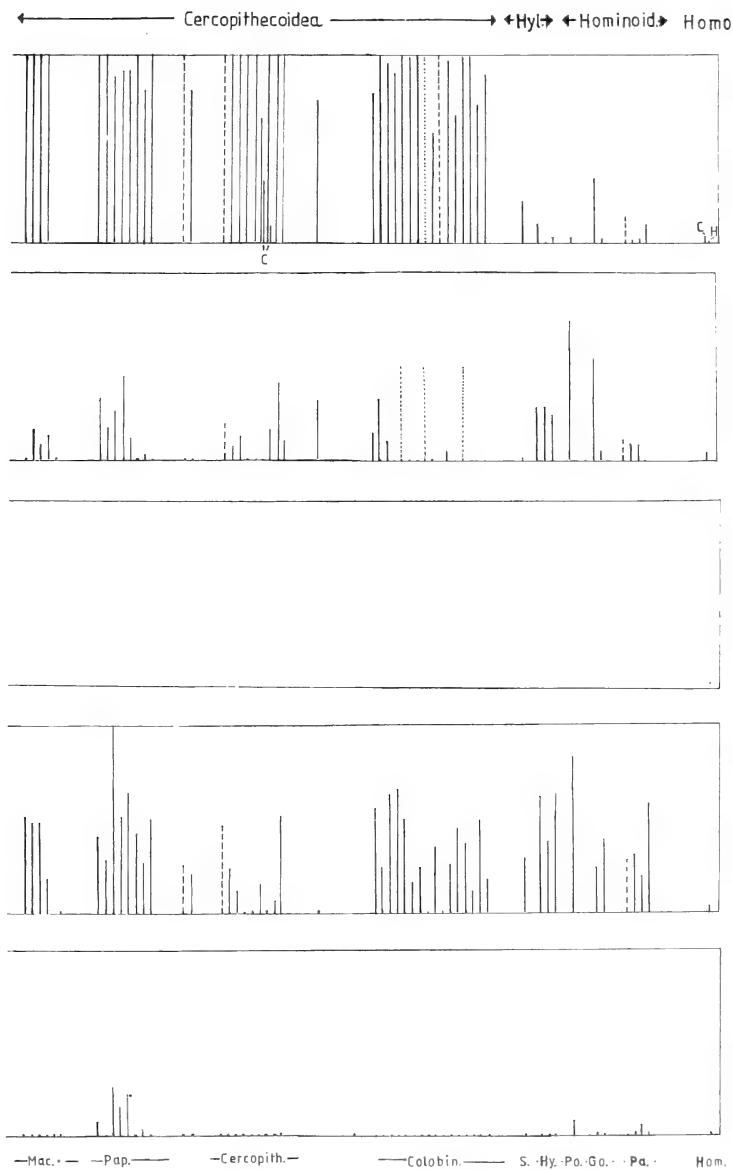 Cercopithecoidea Hyl. Hominoid. Homo
C H
C
Mac. Pap. Cercopith. Colobin. S. Hy. Po. Go. Pa. Hom.